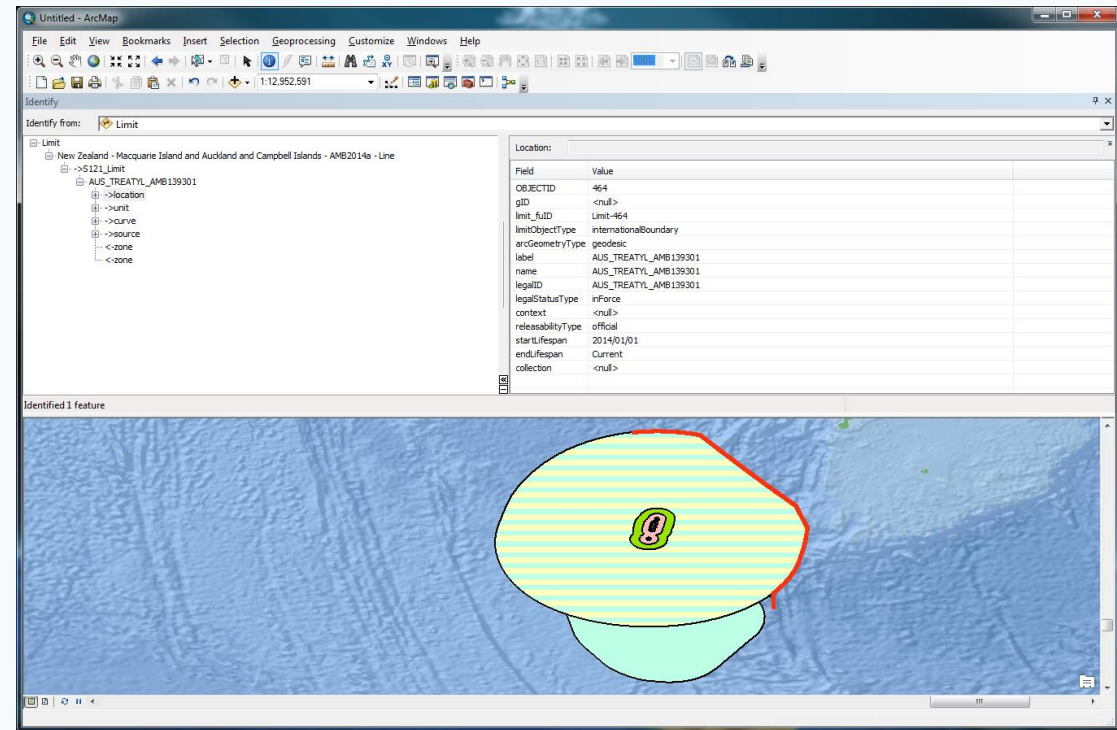 Untitled - ArcMap
File Edit View Bookmarks Insert Selection Geoprocessing Customize Windows Help
100%
1:12,952,591
Identify
Identify from: Limit
Limit
New Zealand - Macquarie Island and Auckland and Campbell Islands - AMB2014a - Line
->S121_Limit
AUS_TREATYL_AMB139301
->location
->unit
->curve
->source
<-zone
<-zone
Location:
Field Value
OBJECTID 464
gID <null>
limit_fuID Limit-464
limitObjectType internationalBoundary
arcGeometryType geodesic
label AUS_TREATYL_AMB139301
name AUS_TREATYL_AMB139301
legalID AUS_TREATYL_AMB139301
legalStatusType inForce
context <null>
releasabilityType official
startLifespan 2014/01/01
endLifespan Current
collection <null>
Identified 1 feature